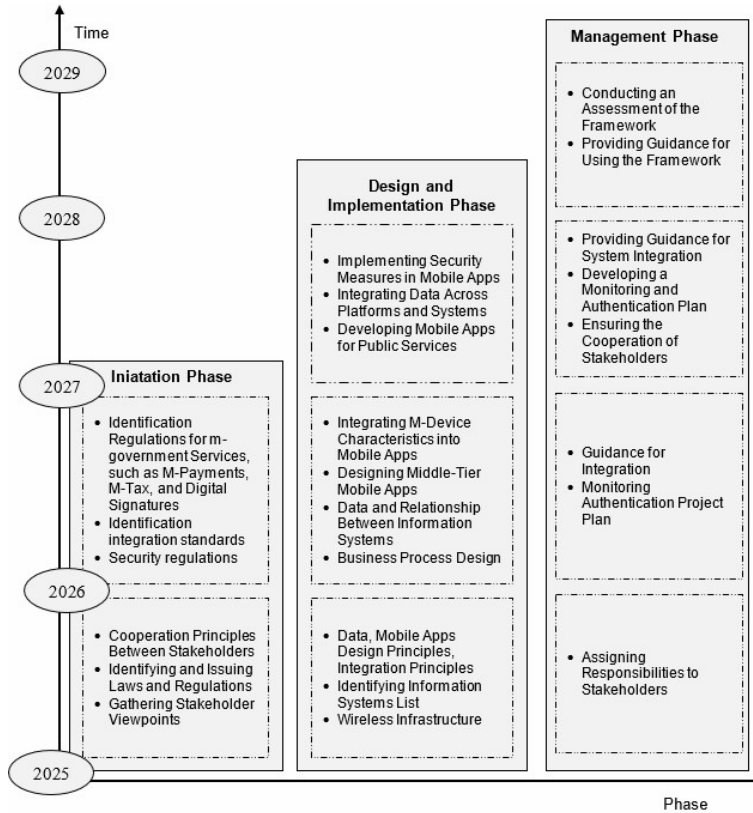 Time
2029
2028
2027
2026
2025
Iniatation Phase
• Identification
Regulations for m-
government Services,
such as M-Payments,
M-Tax, and Digital
Signatures
• Identification
integration standards
• Security regulations
• Cooperation Principles
Between Stakeholders
• Identifying and Issuing
Laws and Regulations
• Gathering Stakeholder
Viewpoints
Design and
Implementation Phase
• Implementing Security
Measures in Mobile Apps
• Integrating Data Across
Platforms and Systems
• Developing Mobile Apps
for Public Services
• Integrating M-Device
Characteristics into
Mobile Apps
• Designing Middle-Tier
Mobile Apps
• Data and Relationship
Between Information
Systems
• Business Process Design
• Data, Mobile Apps
Design Principles,
Integration Principles
• Identifying Information
Systems List
• Wireless Infrastructure
Management Phase
• Conducting an
Assessment of the
Framework
• Providing Guidance for
Using the Framework
• Providing Guidance for
System Integration
• Developing a
Monitoring and
Authentication Plan
• Ensuring the
Cooperation of
Stakeholders
• Guidance for
Integration
• Monitoring
Authentication Project
Plan
• Assigning
Responsibilities to
Stakeholders
Phase